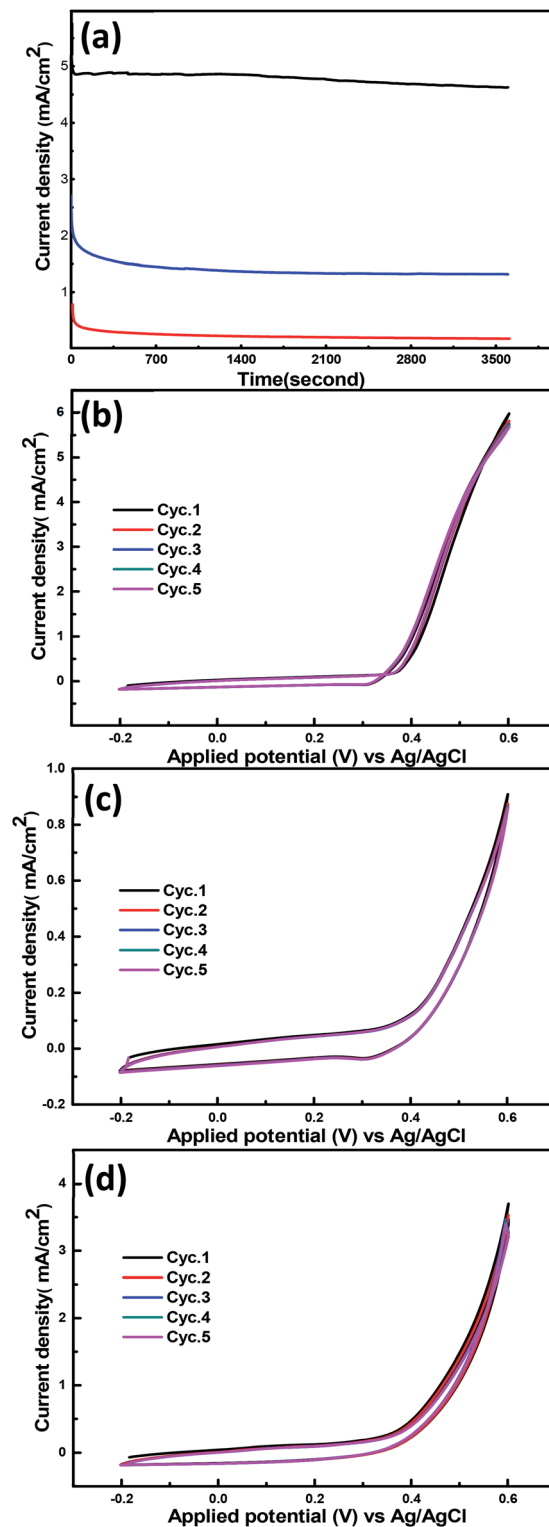 (a)
Current density (mA/cm2)
5
4
3
2
1
0
700
1400
2100
2800
3500
Time(second)
(b)
Current density( mA/cm2)
6
5
4
3
2
1
0
Cyc.1
Cyc.2
Cyc.3
Cyc.4
Cyc.5
-0.2
0.0
0.2
0.4
0.6
Applied potential (V) vs Ag/AgCl
(c)
Current density( mA/cm2)
1.0
0.8
0.6
0.4
0.2
0.0
-0.2
Cyc.1
Cyc.2
Cyc.3
Cyc.4
Cyc.5
-0.2
0.0
0.2
0.4
0.6
Applied potential (V) vs Ag/AgCl
(d)
Current density( mA/cm2)
4
3
2
1
0
Cyc.1
Cyc.2
Cyc.3
Cyc.4
Cyc.5
-0.2
0.0
0.2
0.4
0.6
Applied potential (V) vs Ag/AgCl